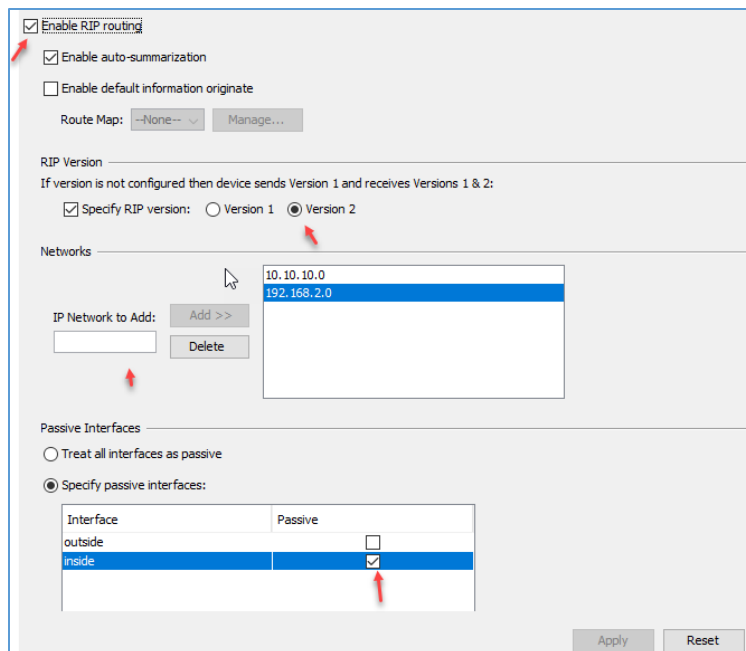 Enable RIP routing
Enable auto-summarization
Enable default information originate
Route Map: --None-- Manage...
RIP Version
If version is not configured then device sends Version 1 and receives Versions 1 & 2:
Specify RIP version: Version 1 Version 2
Networks
10.10.10.0
192.168.2.0
IP Network to Add: Add >>
Delete
Passive Interfaces
Treat all interfaces as passive
Specify passive interfaces:
Interface Passive
outside
inside
Apply Reset